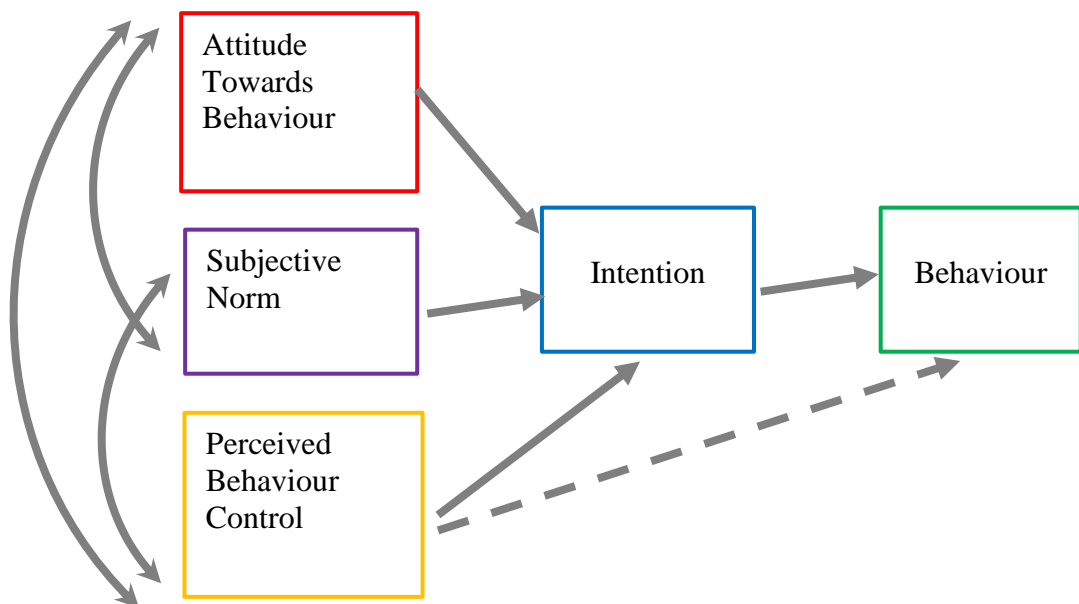 Attitude
Towards
Behaviour
Subjective
Norm
Perceived
Behaviour
Control
Intention
Behaviour